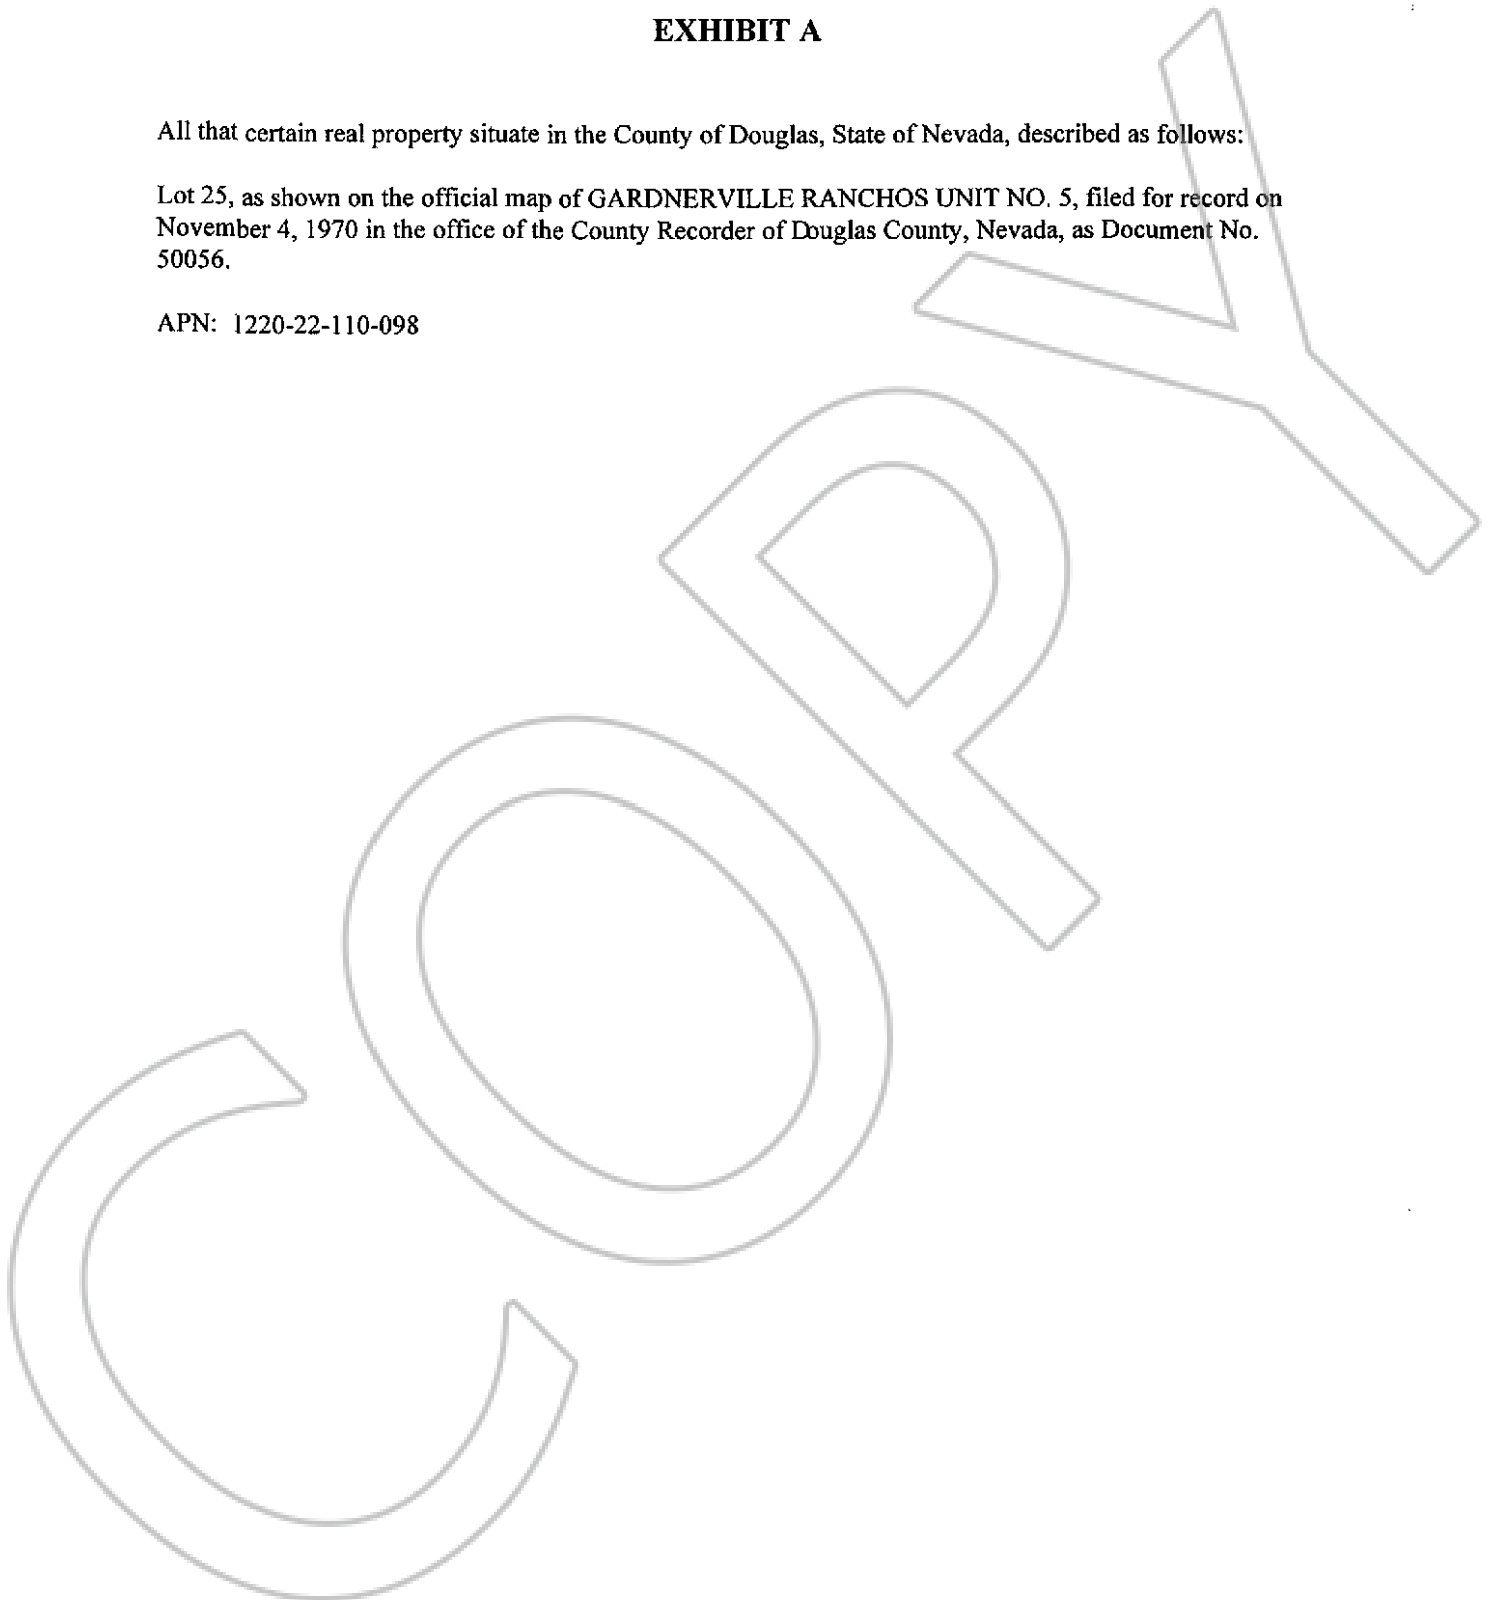 EXHIBIT A
All that certain real property situate in the County of Douglas, State of Nevada, described as follows:
Lot 25, as shown on the official map of GARDNERVILLE RANCHOS UNIT NO. 5, filed for record on
November 4, 1970 in the office of the County Recorder of Douglas County, Nevada, as Document No.
50056.
APN: 1220-22-110-098
COPY